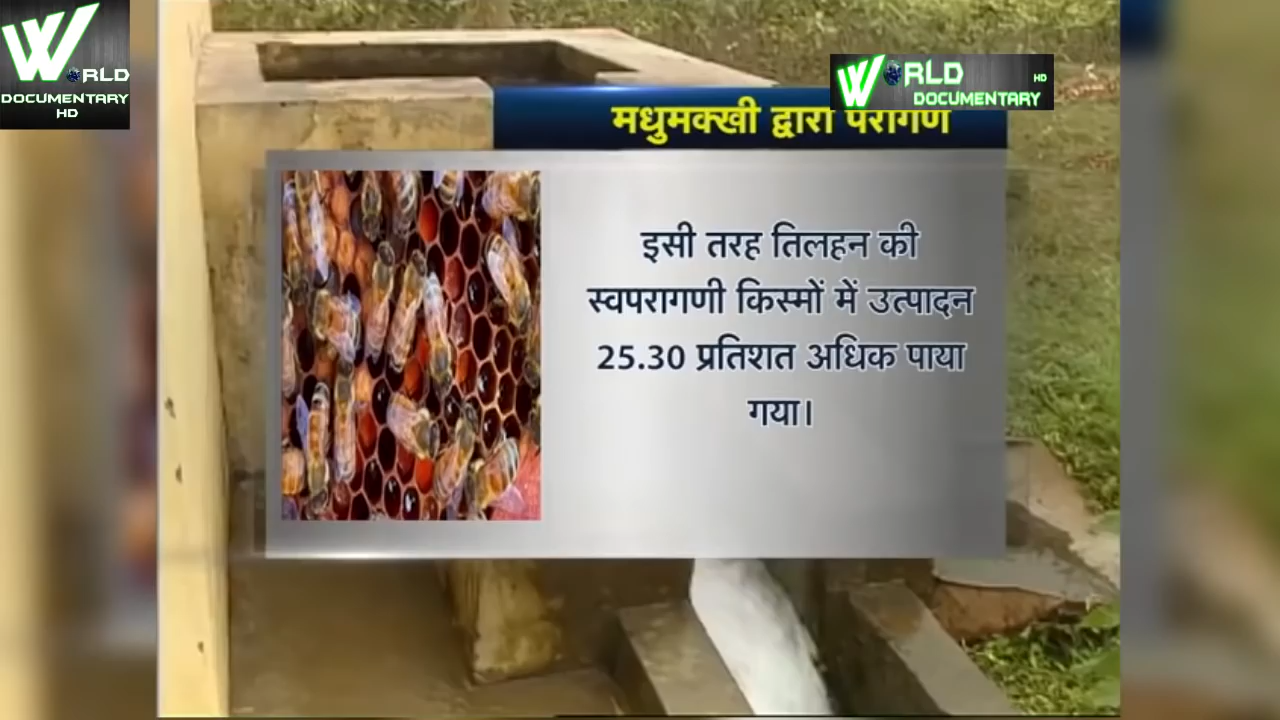 WORLD
DOCUMENTARY
HD
WORLD HD
DOCUMENTARY
मधुमक्खी द्वारा परागण
इसी तरह तिलहन की
स्वपरागणी किस्मों में उत्पादन
25.30 प्रतिशत अधिक पाया
गया।